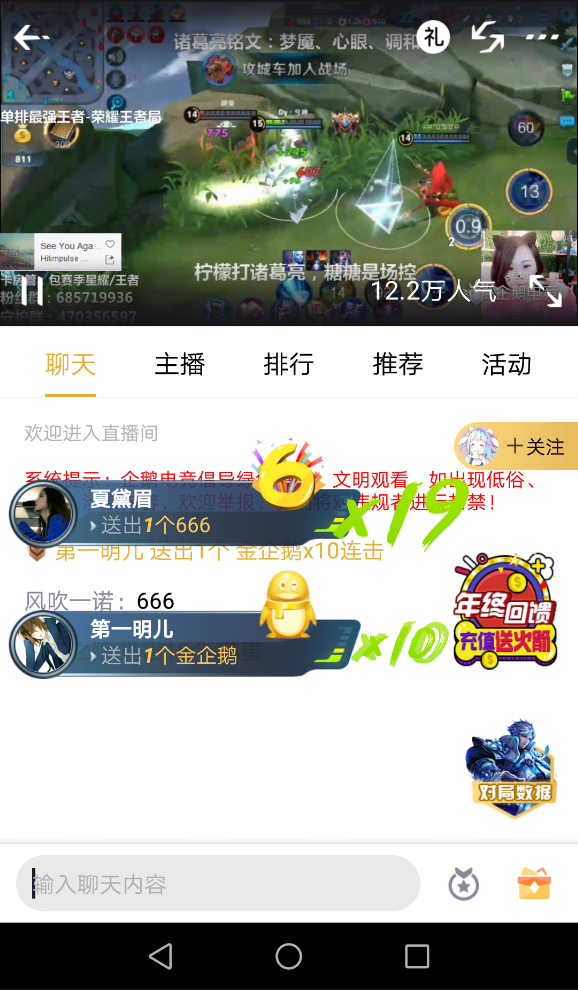 诸葛亮铭文：梦魇、心眼、调和
礼
攻城车加入战场
单排最强王者-荣耀王者局
300
811
14
775
15
14
60
13
0.9
2
See You Aga...
Hilimpulse ...
卡房管：包赛季星耀/王者
粉丝群：685719936
守护群：470356597
柠檬打诸葛亮，糖糖是场控
12.2万人气
聊天
主播
排行
推荐
活动
欢迎进入直播间
+关注
系统提示：企鹅电竞倡导绿
文明观看，如出现低俗、
欢迎举报，
将对违规者进行封禁！
夏黛眉
送出1个666
6
x19
第一明儿 送出1个 金企鹅x10连击
风吹一诺：666
第一明儿
送出1个金企鹅
x10
年终回馈
充值送火箭
对局数据
输入聊天内容